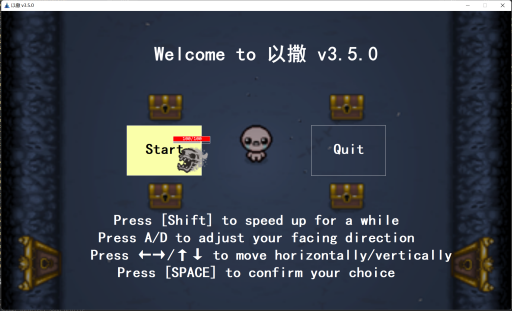 以撒 v3.5.0
Welcome to 以撒 v3.5.0
Start
Quit
Press [Shift] to speed up for a while
Press A/D to adjust your facing direction
Press ←→/↑↓ to move horizontally/vertically
Press [SPACE] to confirm your choice